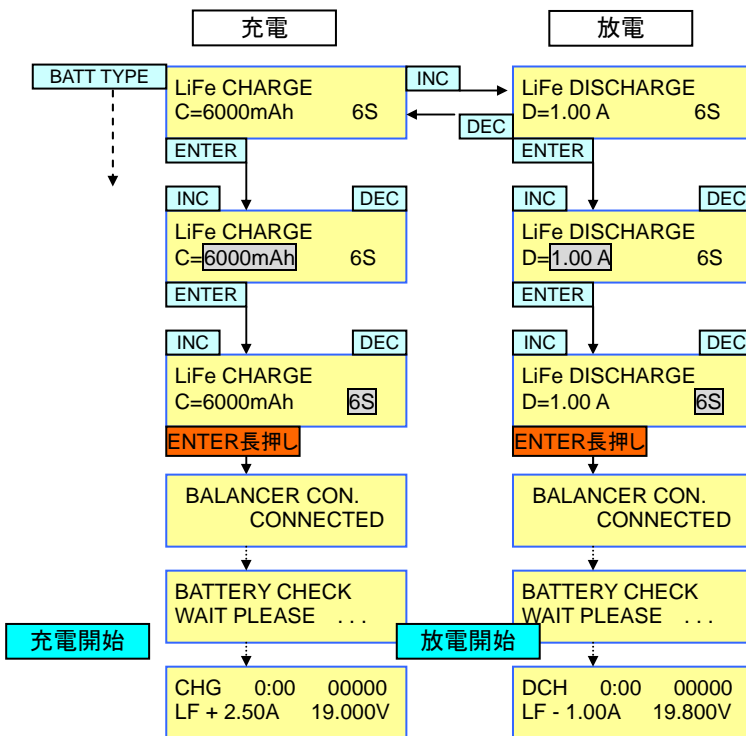 充電
放電
BATT TYPE
LiFe CHARGE
C=6000mAh 6S
INC
DEC
LiFe DISCHARGE
D=1.00 A 6S
ENTER
ENTER
INC DEC
LiFe CHARGE
C=6000mAh 6S
INC DEC
LiFe DISCHARGE
D=1.00 A 6S
ENTER
ENTER
INC DEC
LiFe CHARGE
C=6000mAh 6S
INC DEC
LiFe DISCHARGE
D=1.00 A 6S
ENTER長押し
ENTER長押し
BALANCER CON.
CONNECTED
BALANCER CON.
CONNECTED
BATTERY CHECK
WAIT PLEASE . . .
BATTERY CHECK
WAIT PLEASE . . .
充電開始
放電開始
CHG 0:00 00000
LF + 2.50A 19.000V
DCH 0:00 00000
LF - 1.00A 19.800V